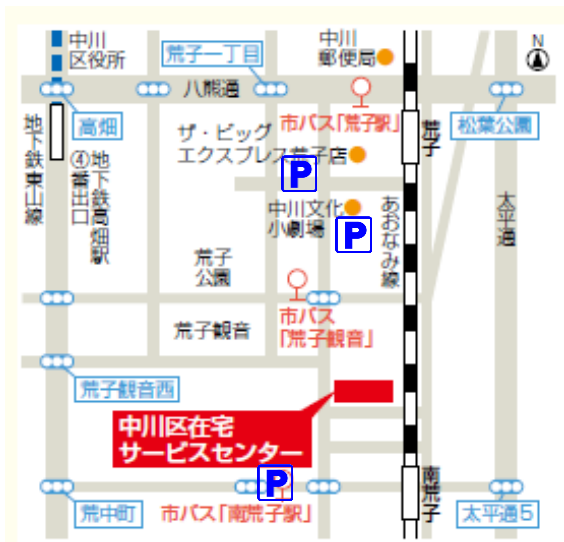 中川
区役所
荒子一丁目
中川
郵便局
N
八熊通
高畑
市バス「荒子駅」
荒子
松葉公園
地下鉄東山線
地下鉄高畑駅
④番出口
ザ・ビッグ
エクスプレス荒子店
P
中川文化
小劇場
P
あおなみ線
太平通
荒子
公園
市バス
「荒子観音」
荒子観音
荒子観音西
中川区在宅
サービスセンター
P
荒中町
市バス「南荒子駅」
南荒子
太平通5